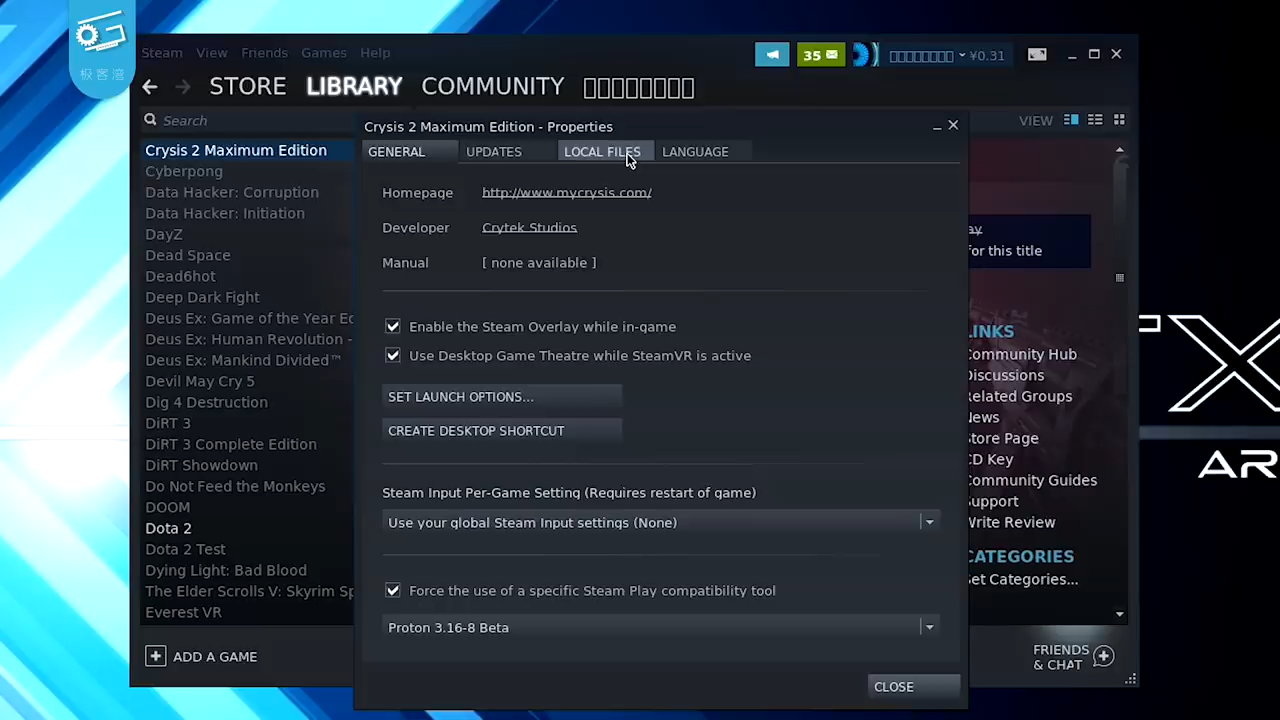 极客湾
Steam View Friends Games Help
35
¥0.31
STORE LIBRARY COMMUNITY
Search
VIEW
Crysis 2 Maximum Edition
Cyberpong
Data Hacker: Corruption
Data Hacker: Initiation
DayZ
Dead Space
Dead6hot
Deep Dark Fight
Deus Ex: Game of the Year Ed
Deus Ex: Human Revolution -
Deus Ex: Mankind Divided™
Devil May Cry 5
Dig 4 Destruction
DiRT 3
DiRT 3 Complete Edition
DiRT Showdown
Do Not Feed the Monkeys
DOOM
Dota 2
Dota 2 Test
Dying Light: Bad Blood
The Elder Scrolls V: Skyrim Sp
Everest VR
ADD A GAME
Crysis 2 Maximum Edition - Properties
GENERAL UPDATES LOCAL FILES LANGUAGE
Homepage http://www.mycrysis.com/
Developer Crytek Studios
Manual [ none available ]
Enable the Steam Overlay while in-game
Use Desktop Game Theatre while SteamVR is active
SET LAUNCH OPTIONS...
CREATE DESKTOP SHORTCUT
Steam Input Per-Game Setting (Requires restart of game)
Use your global Steam Input settings (None)
Force the use of a specific Steam Play compatibility tool
Proton 3.16-8 Beta
CLOSE
ay
for this title
LINKS
Community Hub
Discussions
Related Groups
News
Store Page
CD Key
Community Guides
Support
Write Review
CATEGORIES
Set Categories...
FRIENDS
& CHAT
X
AR